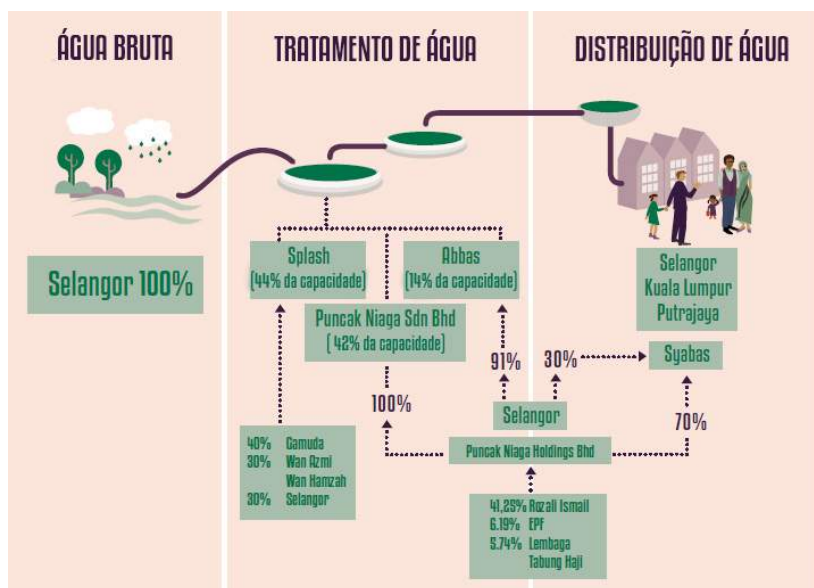 ÁGUA BRUTA
TRATAMENTO DE ÁGUA
DISTRIBUIÇÃO DE ÁGUA
Selangor 100%
Splash
(44% da capacidade)
Abbas
(14% da capacidade)
Puncak Niaga Sdn Bhd
( 42% da capacidade)
Selangor
Kuala Lumpur
Putrajaya
Syabas
91%
30%
100%
70%
Selangor
Puncak Niaga Holdings Bhd
40% Gamuda
30% Wan Azmi
Wan Hamzah
30% Selangor
41,25% Rozali Ismail
6.19% EPF
5.74% Lembaga
Tabung Haji